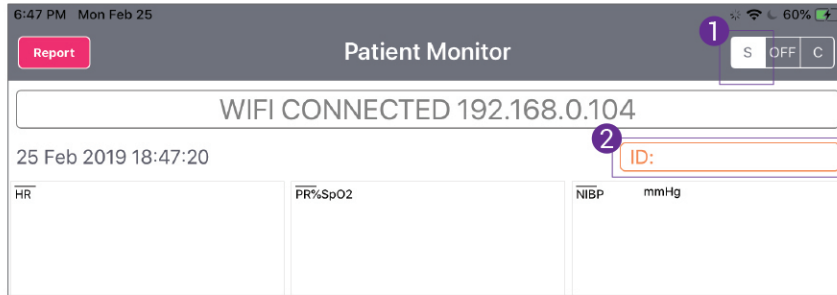 6:47 PM Mon Feb 25 60%
1
Report Patient Monitor S OFF C
WIFI CONNECTED 192.168.0.104
2
25 Feb 2019 18:47:20 ID:
HR PR%SpO2 NIBP mmHg